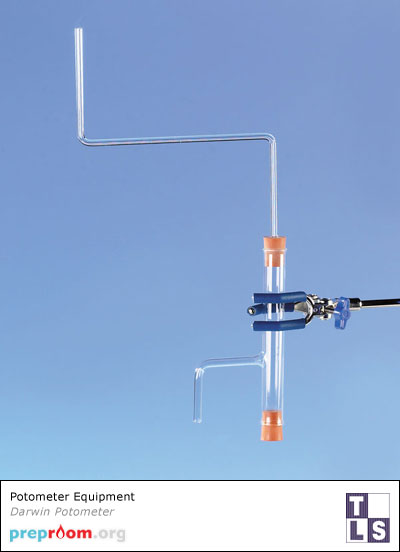 Potometer Equipment
Darwin Potometer
preproom.org
T
L S